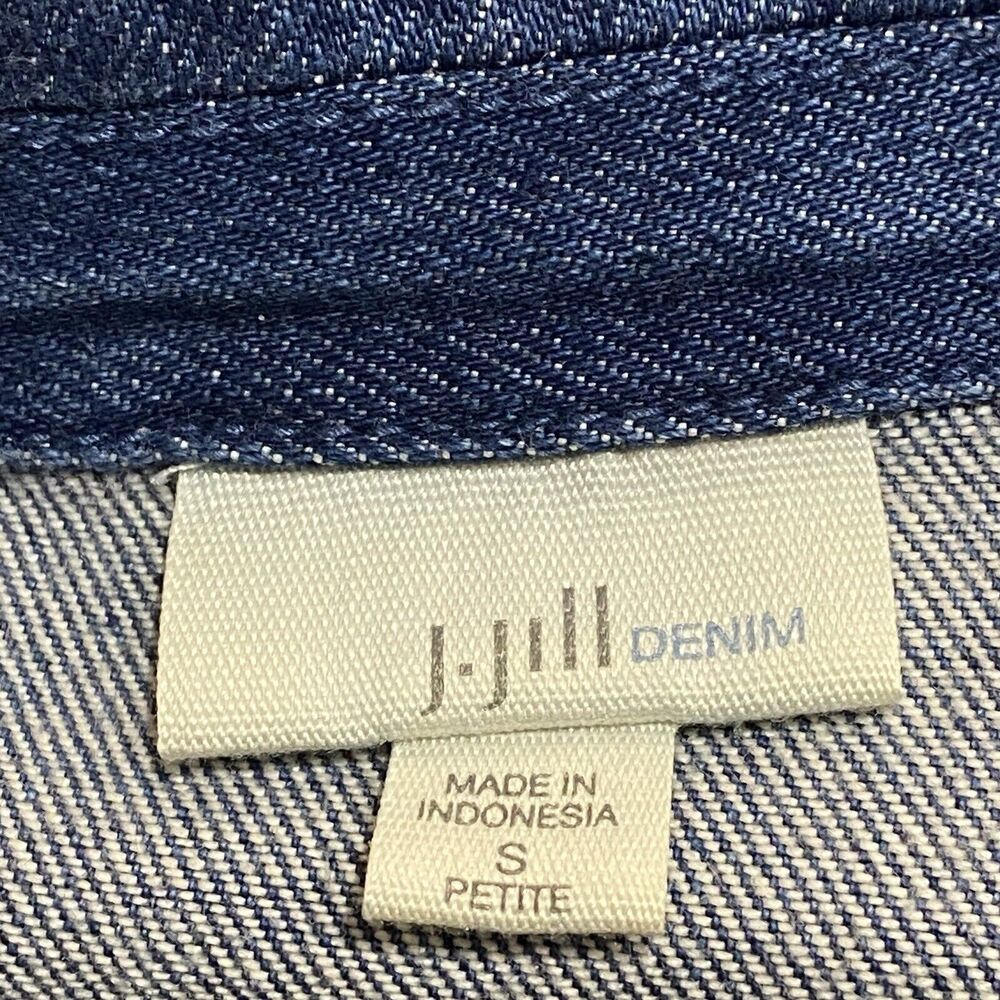 J.Jill DENIM
MADE IN
INDONESIA
S
PETITE